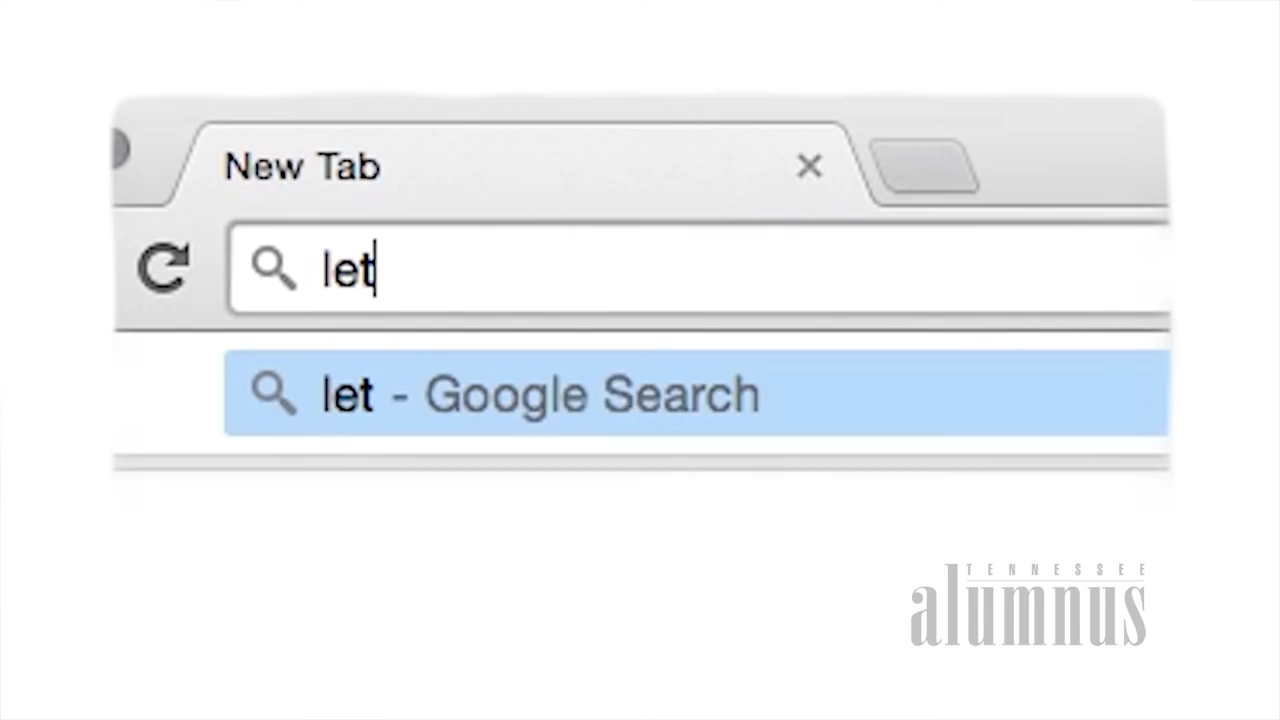 New Tab
let
let - Google Search
TENNESSEE
alumnus